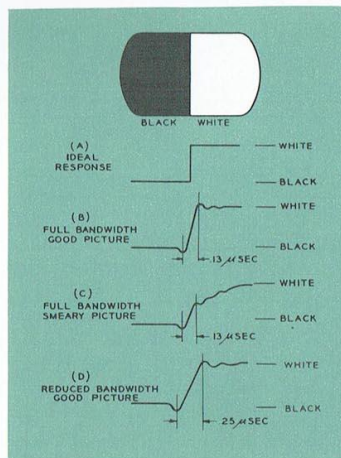 BLACK WHITE
(A)
IDEAL
RESPONSE
WHITE
BLACK
(B)
FULL BANDWIDTH
GOOD PICTURE
WHITE
BLACK
13 μSEC
(C)
FULL BANDWIDTH
SMEARY PICTURE
WHITE
BLACK
13 μSEC
(D)
REDUCED BANDWIDTH
GOOD PICTURE
WHITE
BLACK
25 μSEC